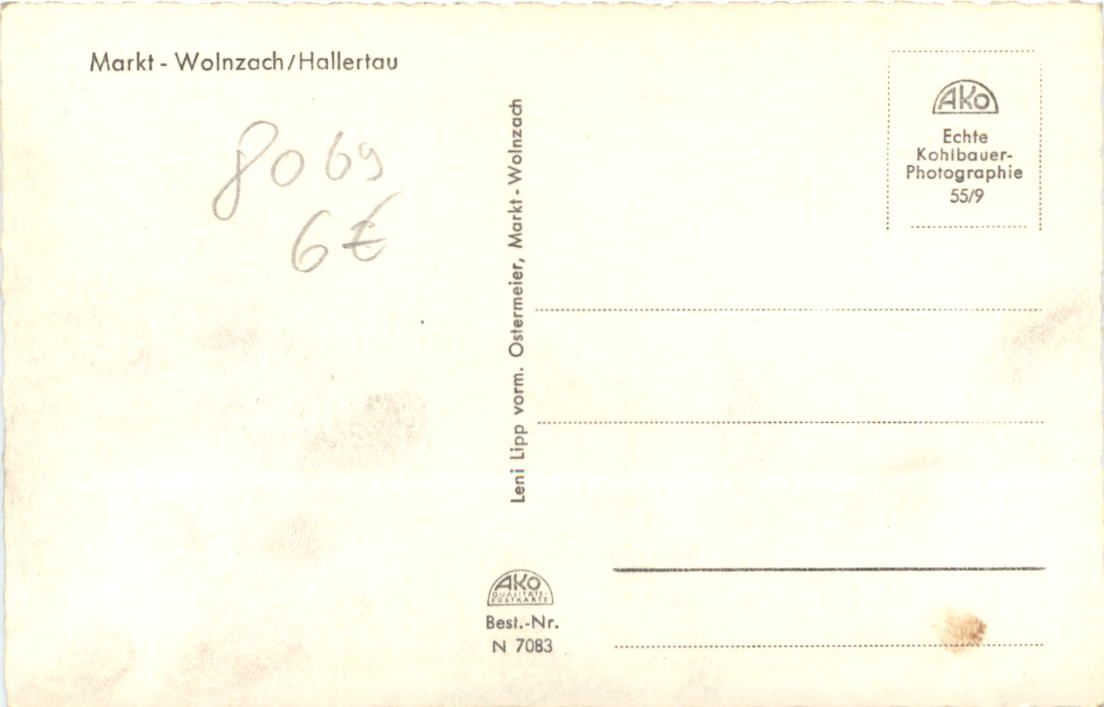 Markt - Wolnzach/Hallertau
8069
6€
Leni Lipp vorm. Ostermeier, Markt - Wolnzach
AKO
Echte
Kohlbauer-
Photographie
55/9
AKO
QUALITÄTS-
POSTKARTE
Best.-Nr.
N 7083